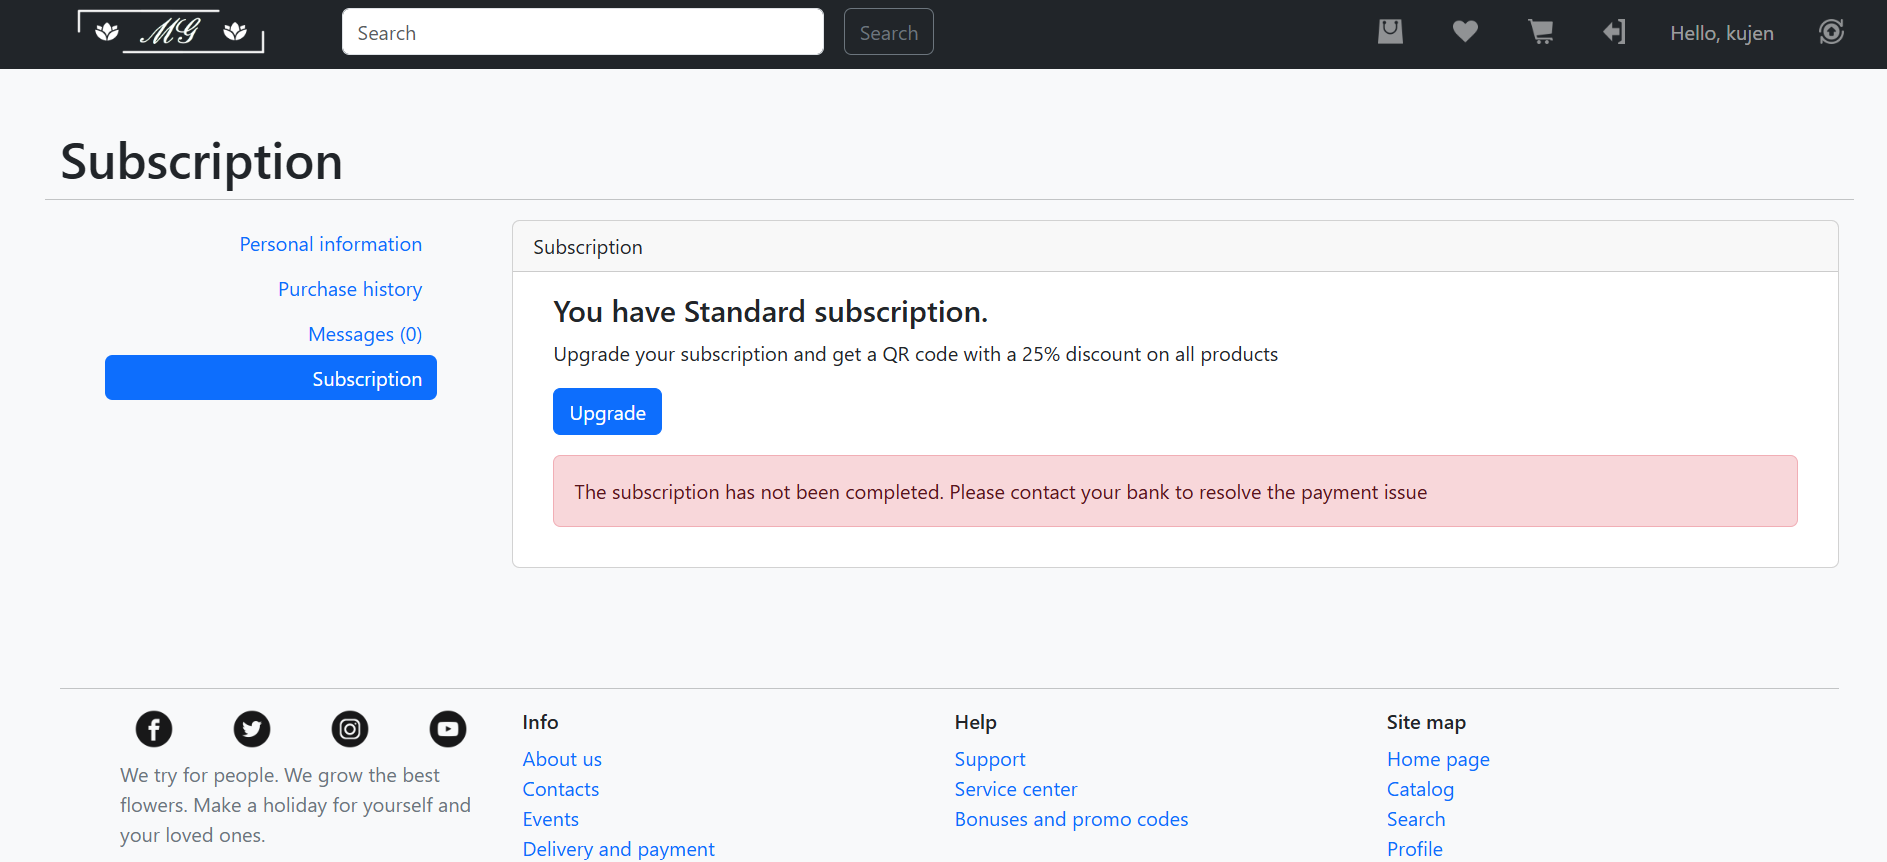 MG
Search
Search
Hello, kujen
Subscription
Personal information
Purchase history
Messages (0)
Subscription
Subscription
You have Standard subscription.
Upgrade your subscription and get a QR code with a 25% discount on all products
Upgrade
The subscription has not been completed. Please contact your bank to resolve the payment issue
We try for people. We grow the best
flowers. Make a holiday for yourself and
your loved ones.
Info
About us
Contacts
Events
Delivery and payment
Help
Support
Service center
Bonuses and promo codes
Site map
Home page
Catalog
Search
Profile